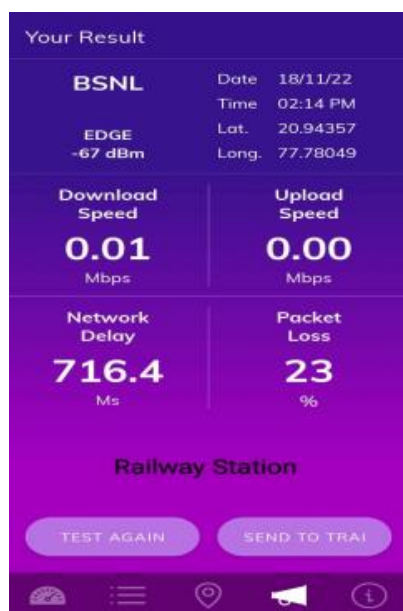 Your Result
BSNL
EDGE
-67 dBm
Date 18/11/22
Time 02:14 PM
Lat. 20.94357
Long. 77.78049
Download
Speed
0.01
Mbps
Upload
Speed
0.00
Mbps
Network
Delay
716.4
Ms
Packet
Loss
23
%
Railway Station
TEST AGAIN
SEND TO TRAI